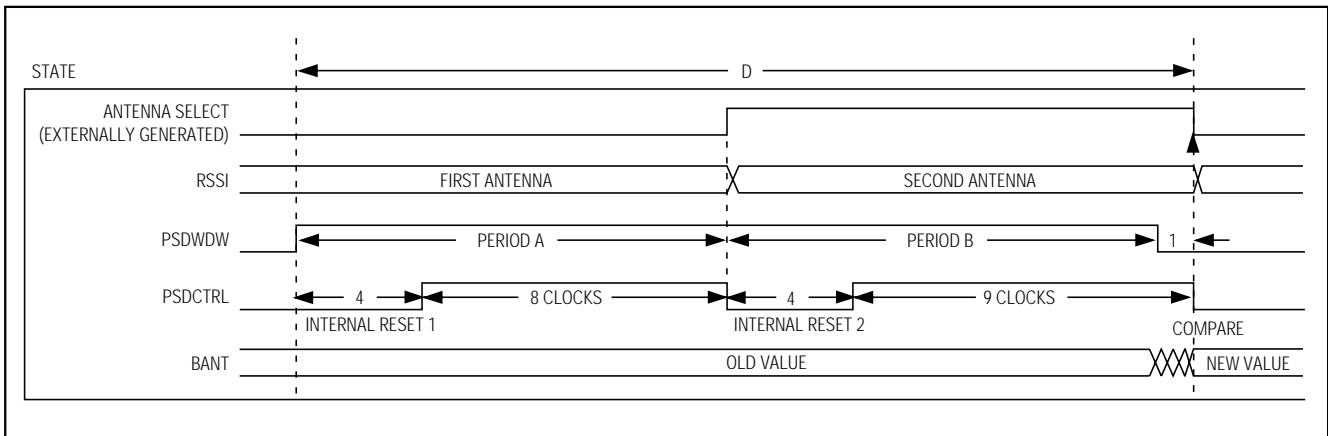 STATE
D
ANTENNA SELECT
(EXTERNALLY GENERATED)
RSSI
FIRST ANTENNA
SECOND ANTENNA
PSDWDW
PERIOD A
PERIOD B
1
PSDCTRL
4
8 CLOCKS
4
9 CLOCKS
INTERNAL RESET 1
INTERNAL RESET 2
COMPARE
BANT
OLD VALUE
NEW VALUE